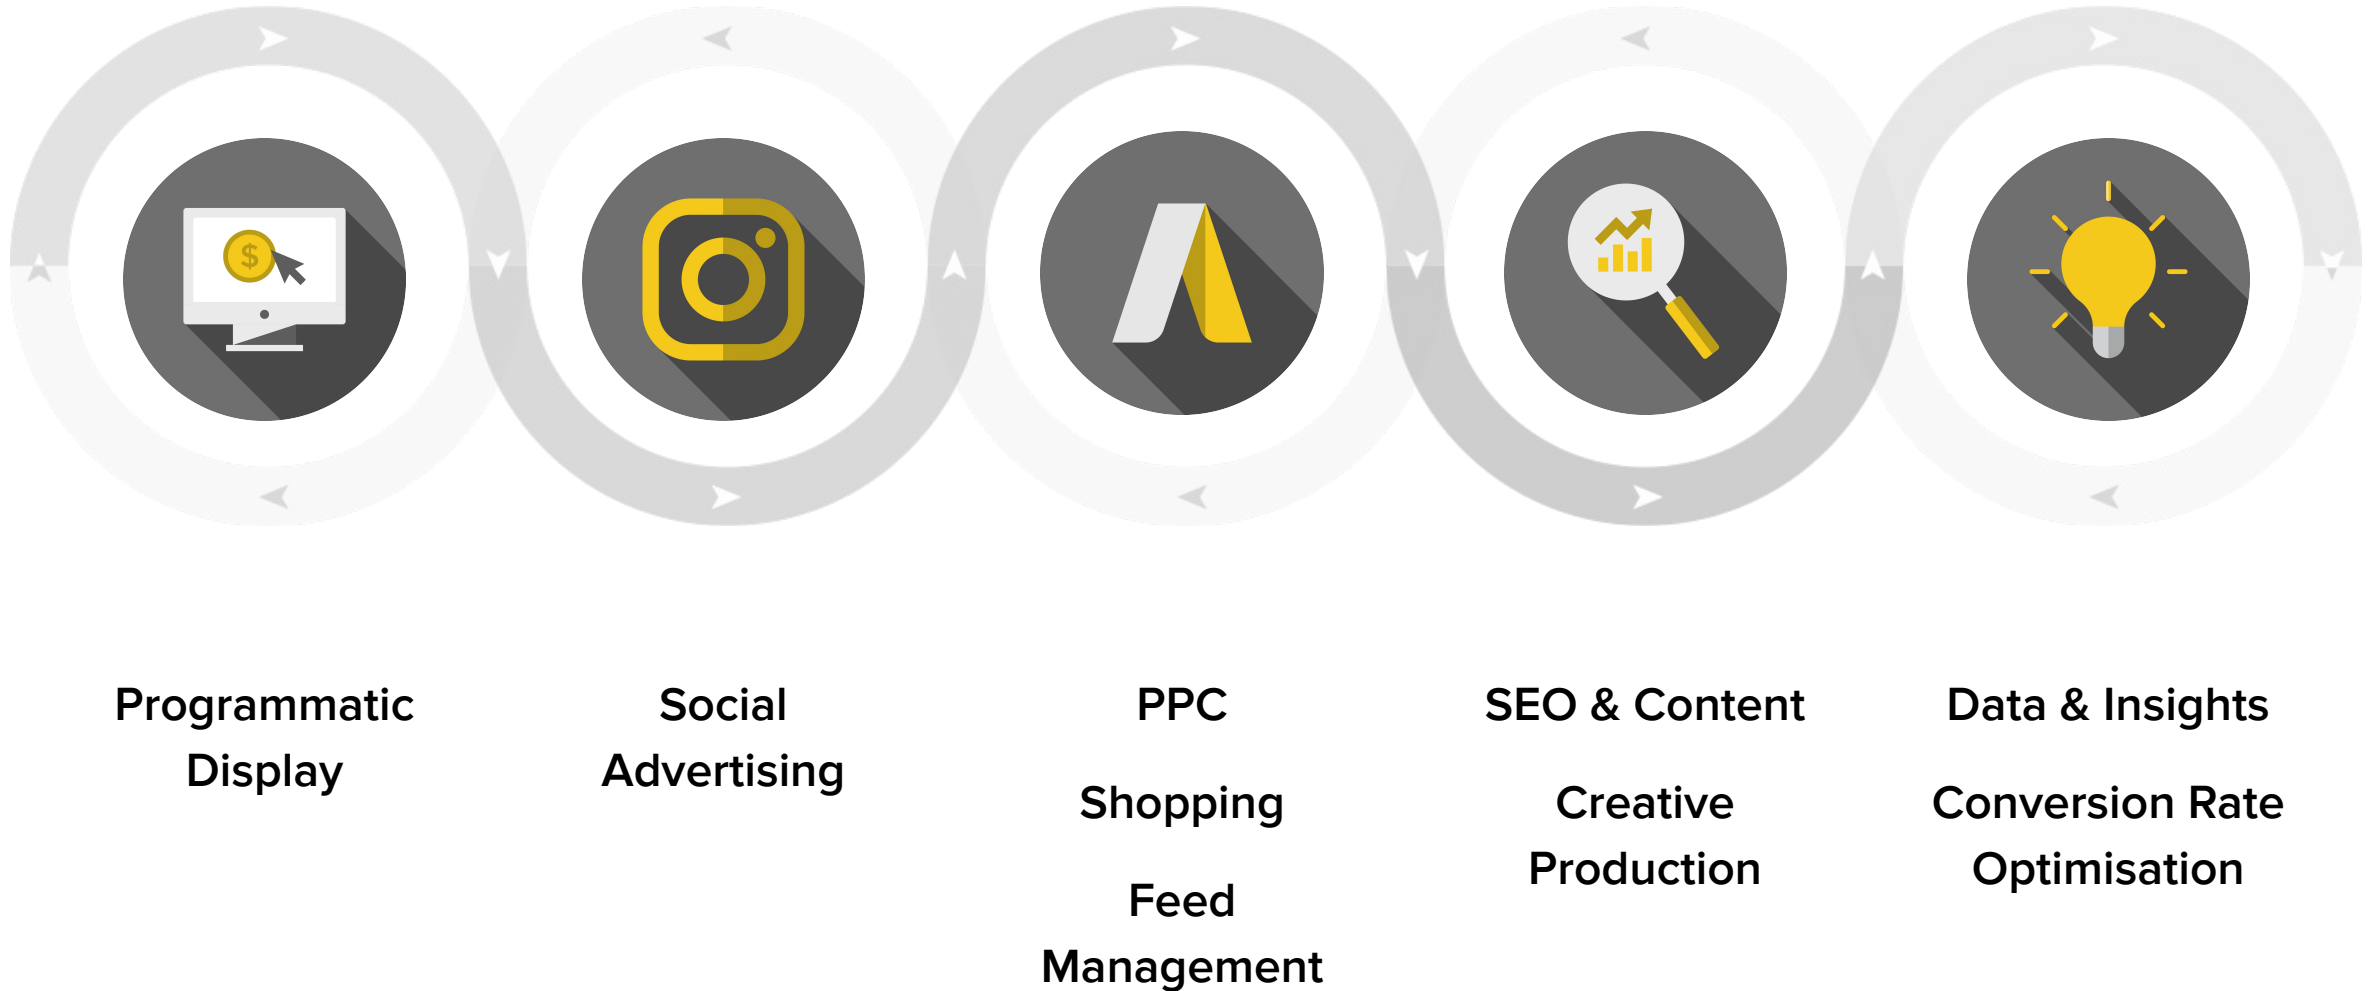 $
Programmatic
Display
Social
Advertising
PPC
Shopping
Feed
Management
SEO & Content
Creative
Production
Data & Insights
Conversion Rate
Optimisation